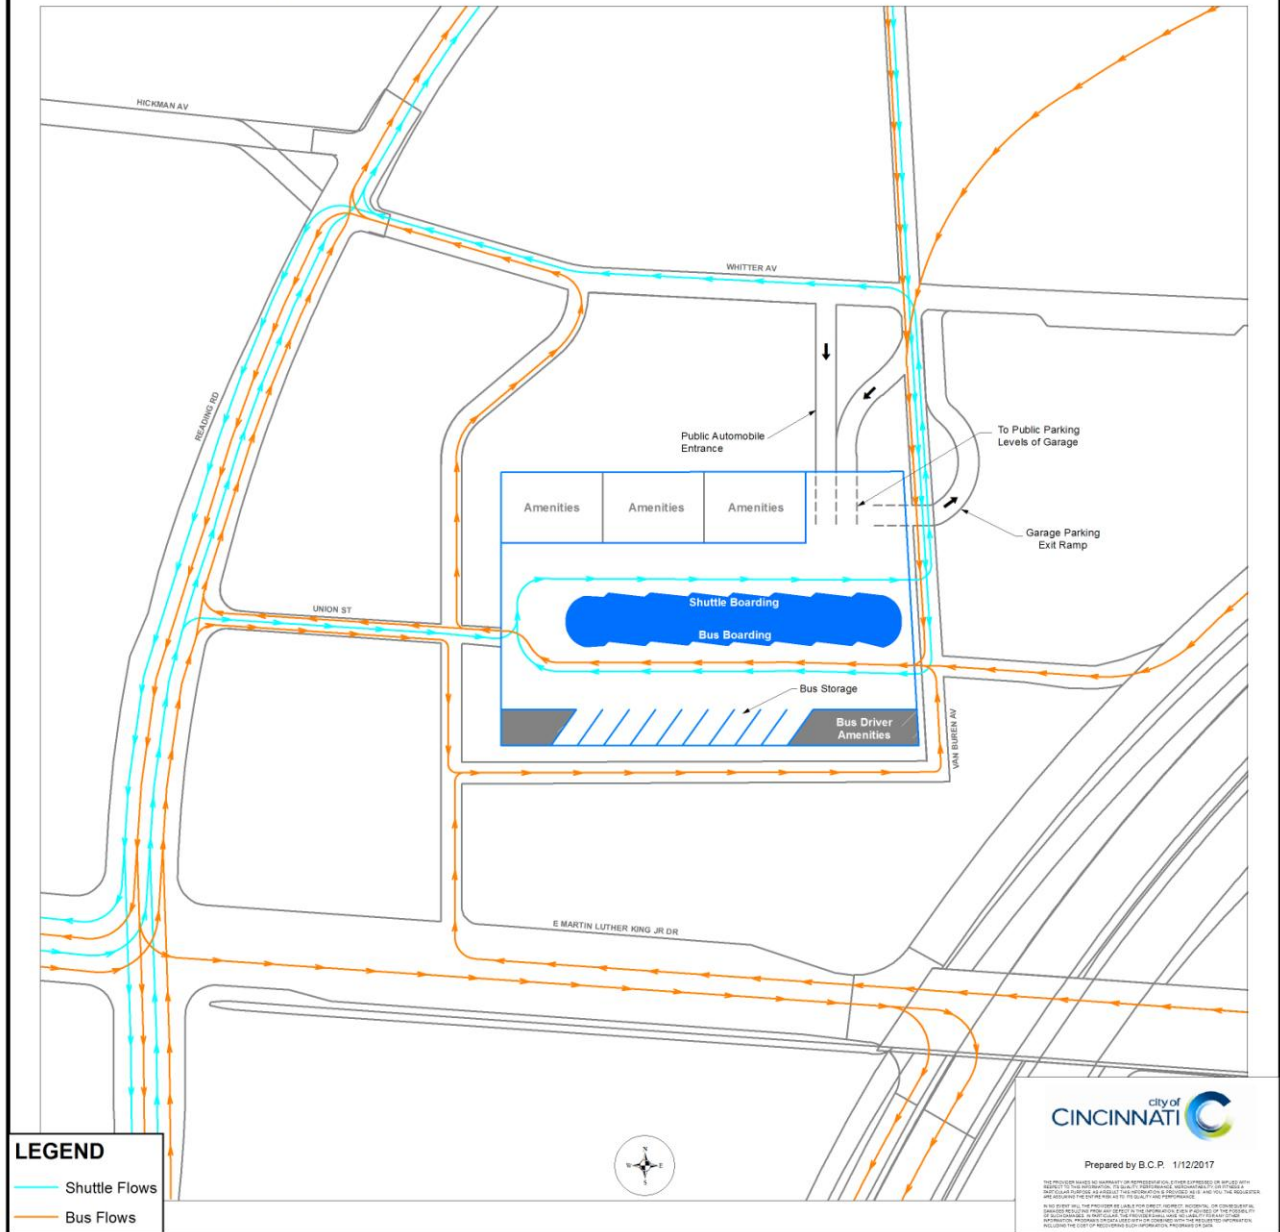 HICKMAN AV
WHITTER AV
READING RD
Public Automobile
Entrance
To Public Parking
Levels of Garage
Amenities
Amenities
Amenities
Garage Parking
Exit Ramp
Shuttle Boarding
UNION ST
Bus Boarding
Bus Storage
Bus Driver
Amenities
VAN BUREN AV
E MARTIN LUTHER KING JR DR
N
W
E
S
city of
CINCINNATI
Prepared by B.C.P. 1/12/2017
LEGEND
Shuttle Flows
Bus Flows